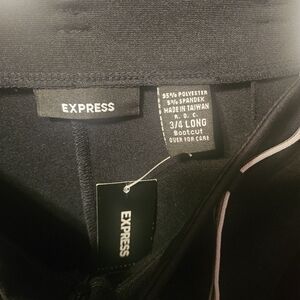 EXPRESS
95% POLYESTER
5% SPANDEX
MADE IN TAIWAN
R. O. C.
3/4 LONG
Bootcut
OVER FOR CARE
EXPRESS